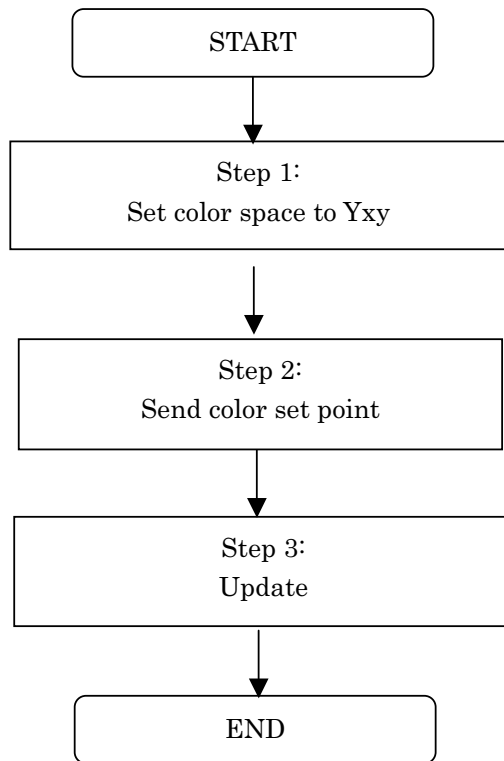 START
Step 1:
Set color space to Yxy
Step 2:
Send color set point
Step 3:
Update
END